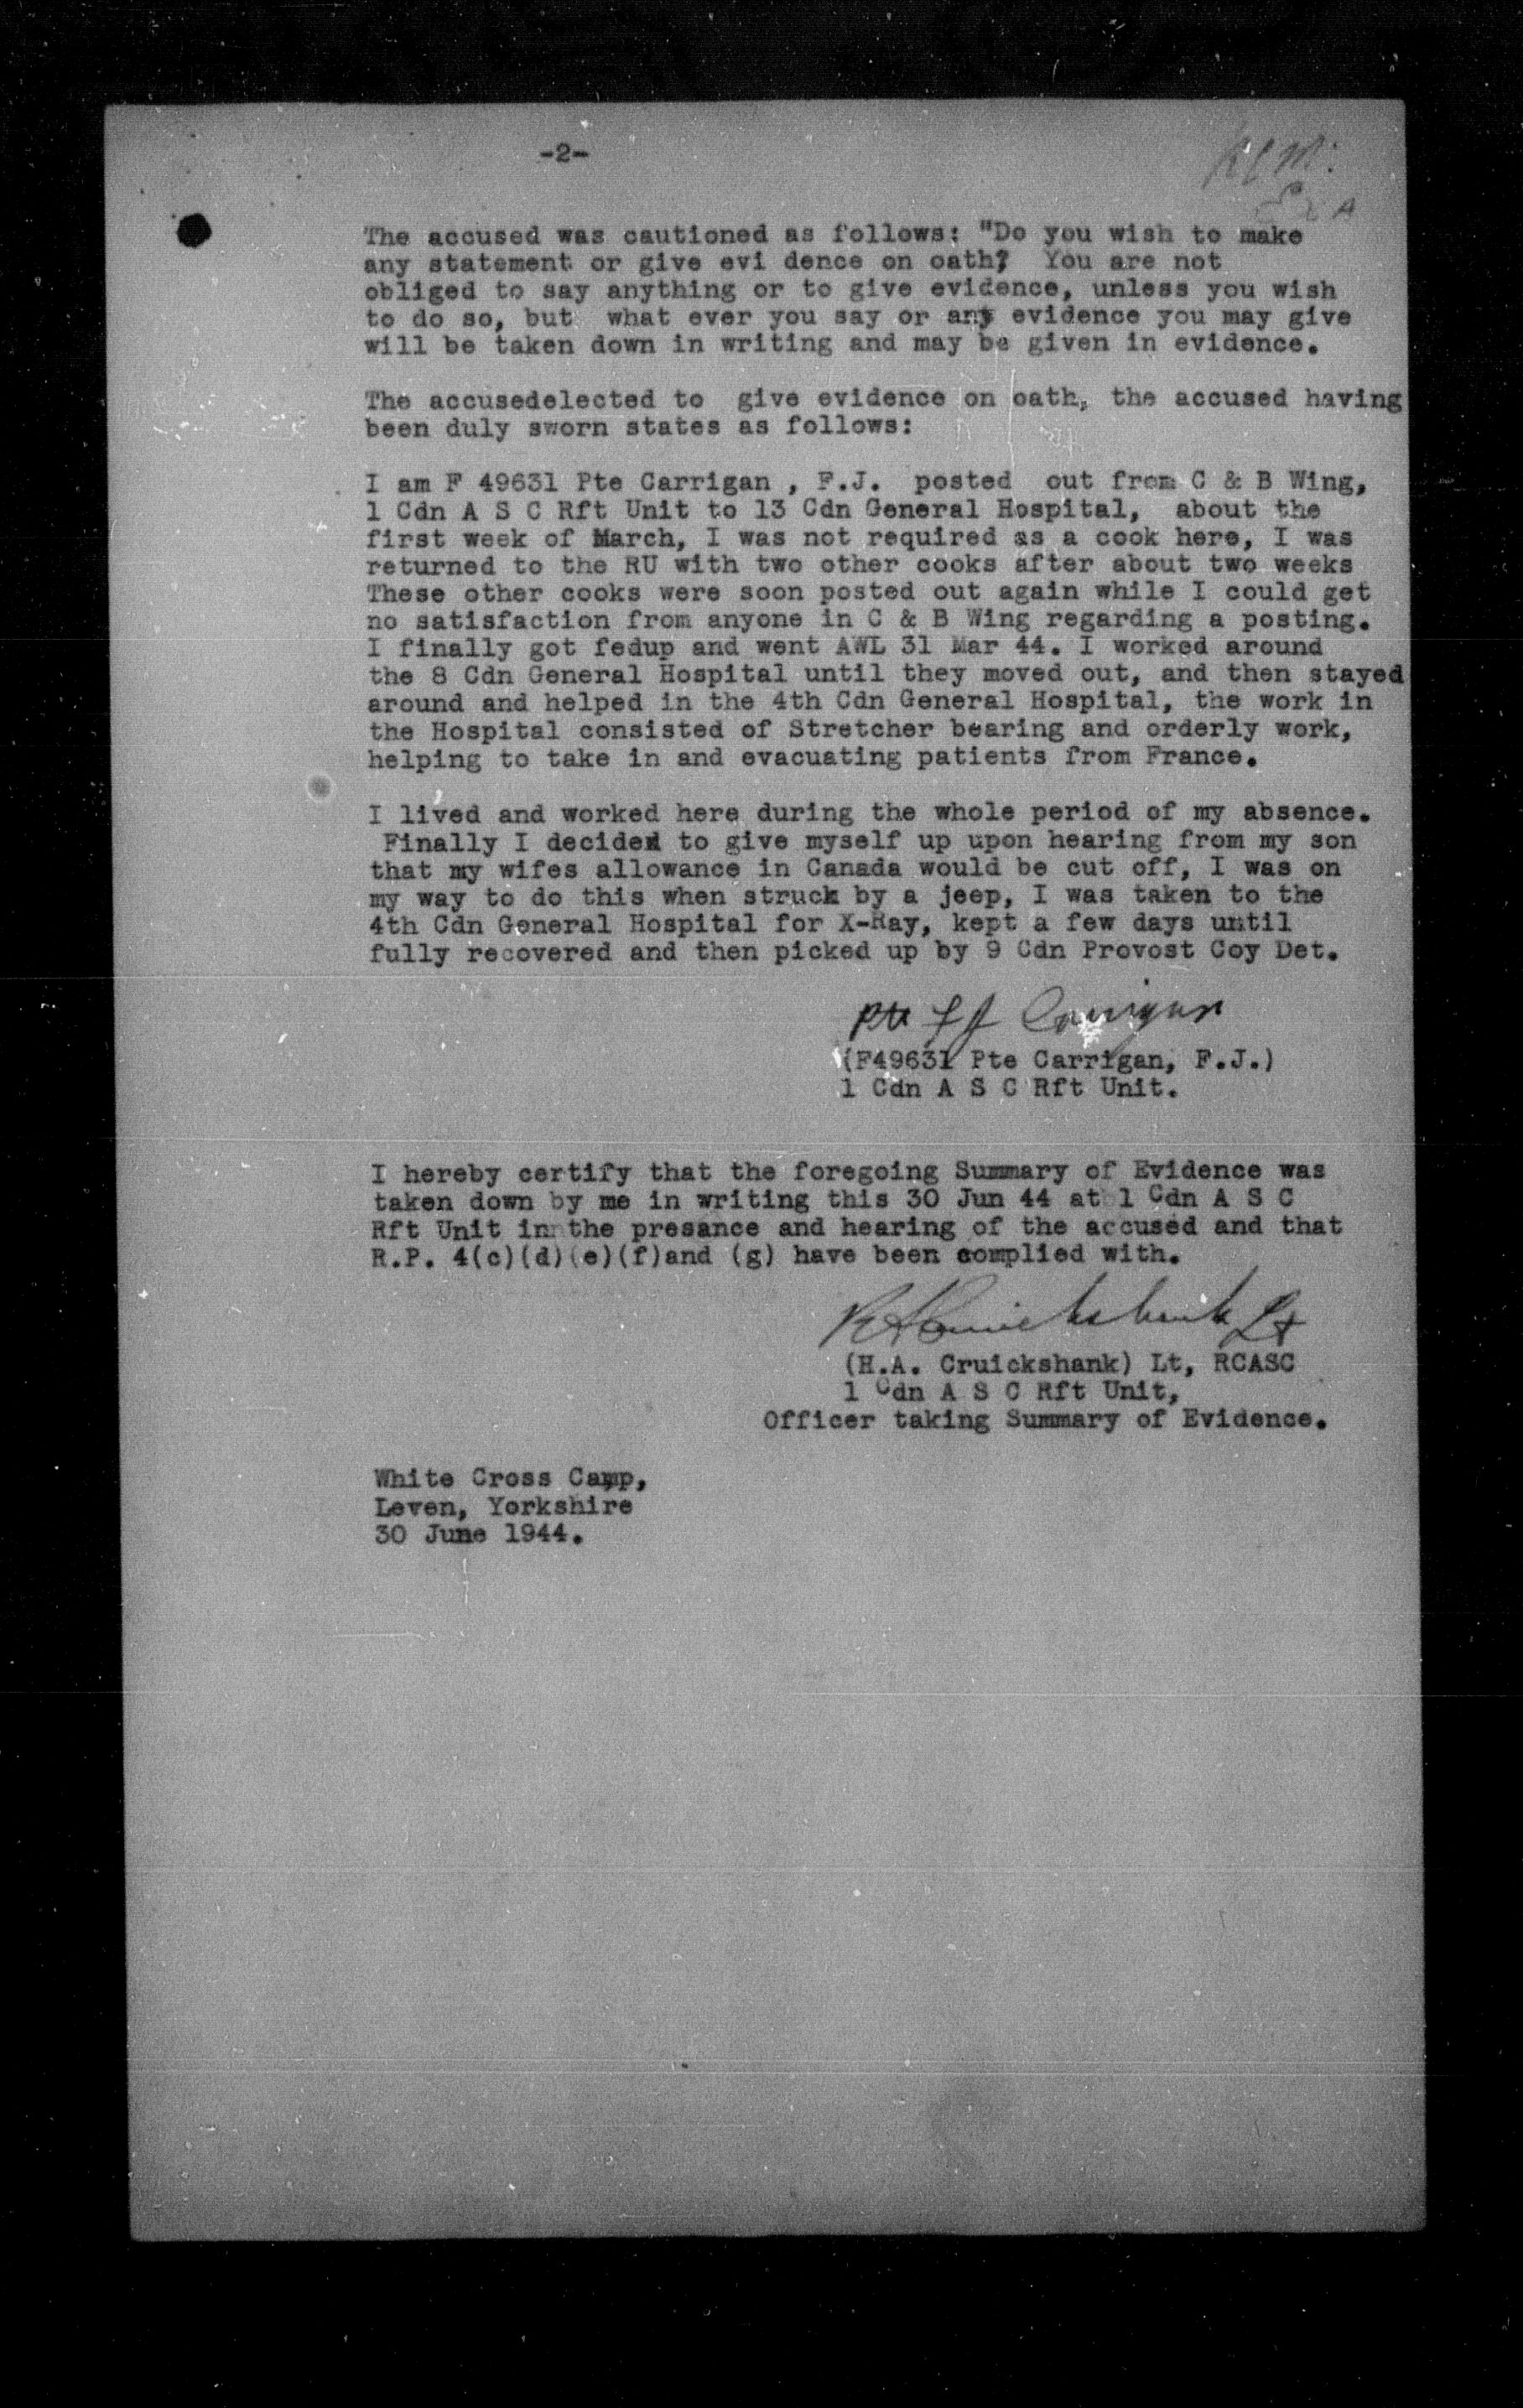 -2-
Ex A
The accused was cautioned as follows: "Do you wish to make
any statement or give evi dence on oath? You are not
obliged to say anything or to give evidence, unless you wish
to do so, but what ever you say or any evidence you may give
will be taken down in writing and may be given in evidence.
The accusedelected to give evidence on oath, the accused having
been duly sworn states as follows:
I am F 49631 Pte Carrigan , F.J. posted out from C & B Wing,
1 Cdn A S C Rft Unit to 13 Cdn General Hospital, about the
first week of March, I was not required as a cook here, I was
returned to the RU with two other cooks after about two weeks
These other cooks were soon posted out again while I could get
no satisfaction from anyone in C & B Wing regarding a posting.
I finally got fedup and went AWL 31 Mar 44. I worked around
the 8 Cdn General Hospital until they moved out, and then stayed
around and helped in the 4th Cdn General Hospital, the work in
the Hospital consisted of Stretcher bearing and orderly work,
helping to take in and evacuating patients from France.
I lived and worked here during the whole period of my absence.
Finally I decided to give myself up upon hearing from my son
that my wifes allowance in Canada would be cut off, I was on
my way to do this when struck by a jeep, I was taken to the
4th Cdn General Hospital for X-Ray, kept a few days until
fully recovered and then picked up by 9 Cdn Provost Coy Det.
Pte F J Carrigan
(F49631 Pte Carrigan, F.J.)
1 Cdn A S C Rft Unit.
I hereby certify that the foregoing Summary of Evidence was
taken down by me in writing this 30 Jun 44 at 1 Cdn A S C
Rft Unit in the presance and hearing of the accused and that
R.P. 4(c)(d)(e)(f)and (g) have been complied with.
HA Cruickshank Lt
(H.A. Cruickshank) Lt, RCASC
1 Cdn A S C Rft Unit,
Officer taking Summary of Evidence.
White Cross Camp,
Leven, Yorkshire
30 June 1944.